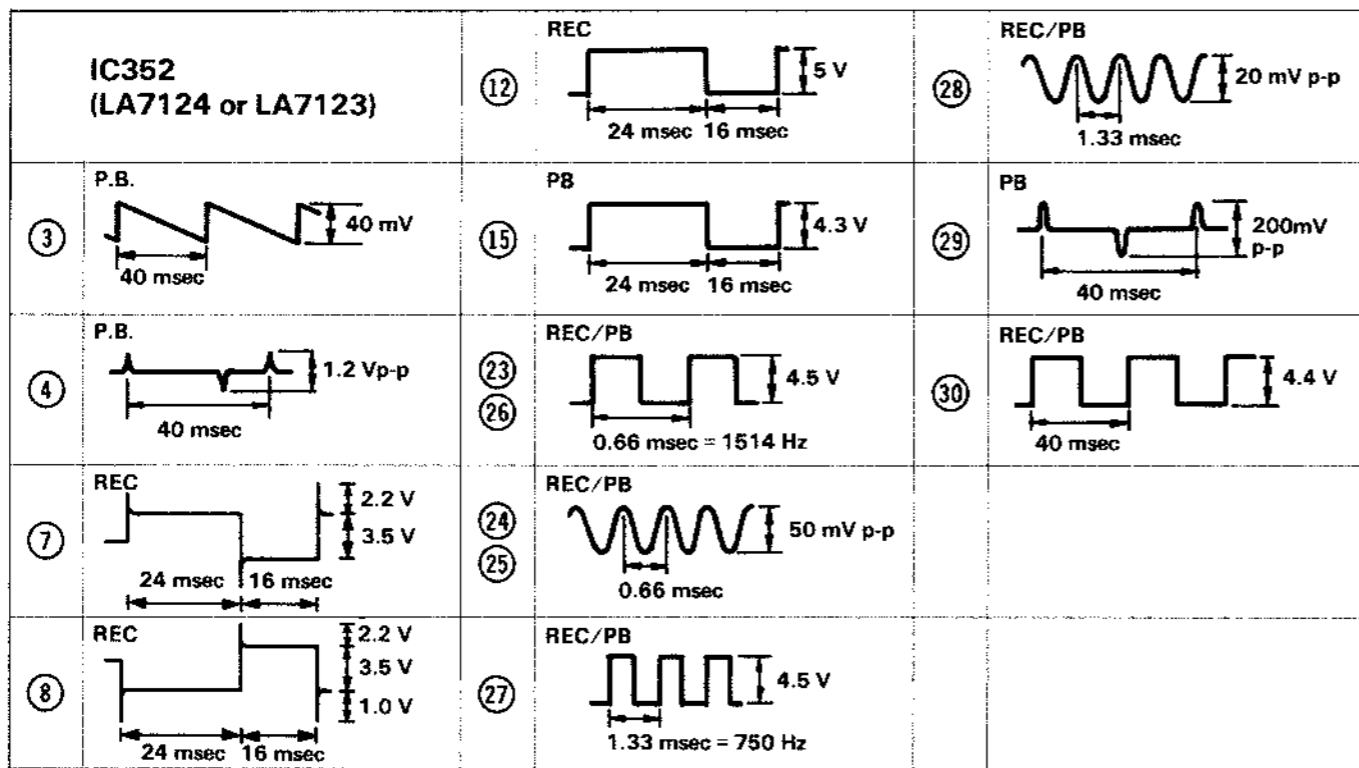 IC352
(LA7124 or LA7123)
12
REC
5 V
24 msec 16 msec
28
REC/PB
20 mV p-p
1.33 msec
3
P.B.
40 mV
40 msec
15
PB
4.3 V
24 msec 16 msec
29
PB
200mV
p-p
40 msec
4
P.B.
1.2 Vp-p
40 msec
23
26
REC/PB
4.5 V
0.66 msec = 1514 Hz
30
REC/PB
4.4 V
40 msec
7
REC
2.2 V
3.5 V
24 msec 16 msec
24
25
REC/PB
50 mV p-p
0.66 msec
8
REC
2.2 V
3.5 V
1.0 V
24 msec 16 msec
27
REC/PB
4.5 V
1.33 msec = 750 Hz